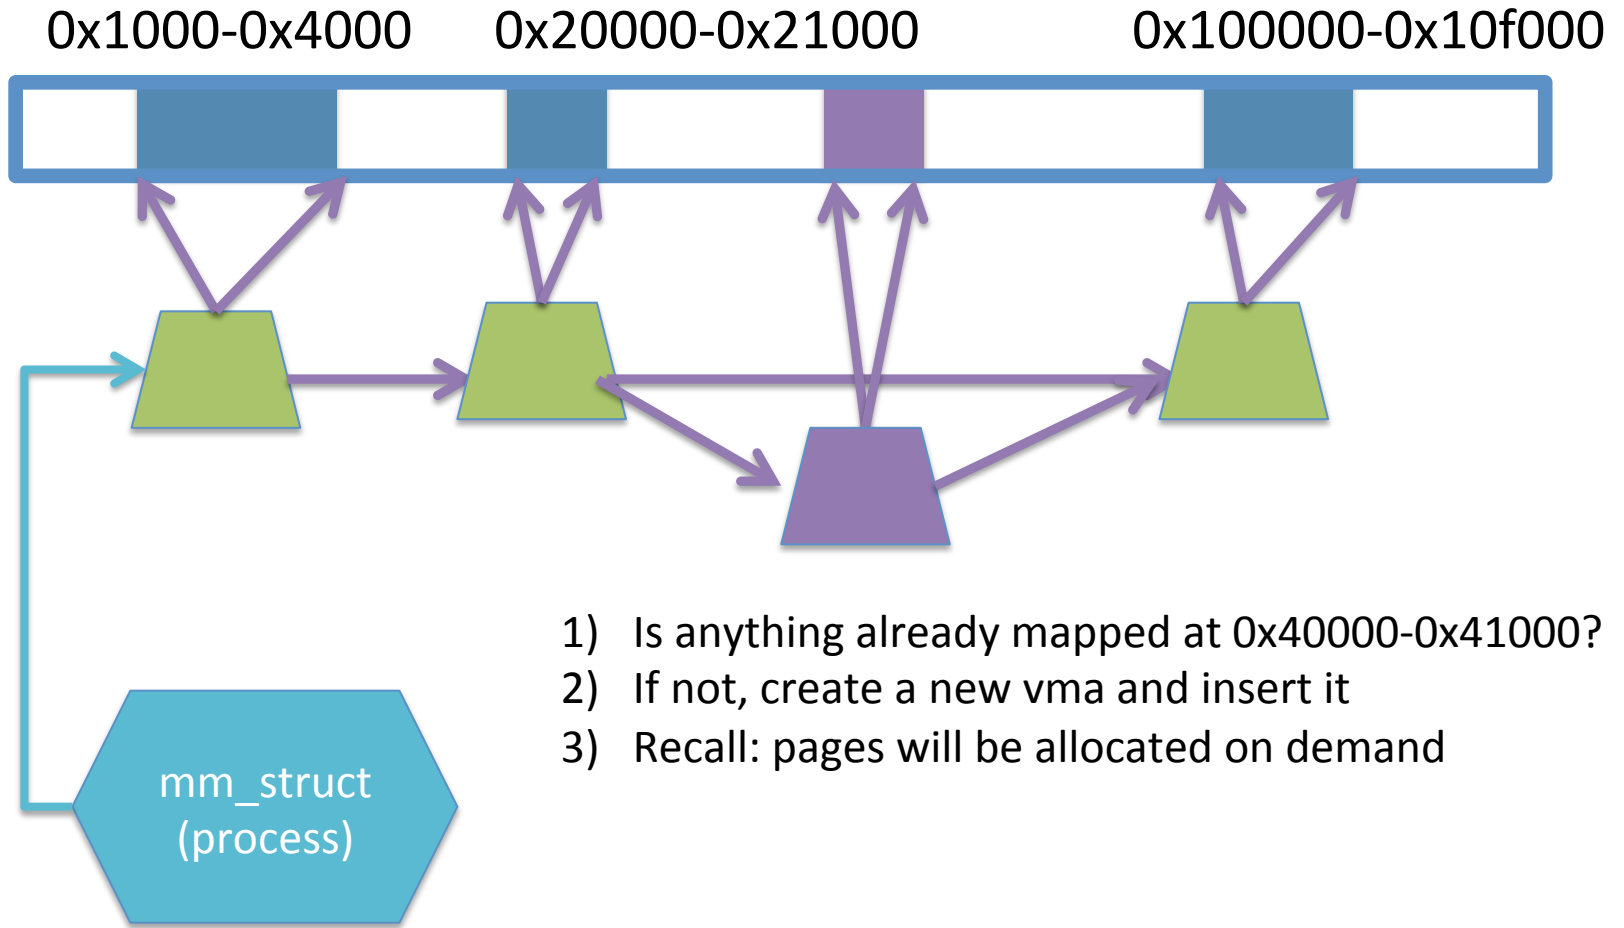 0x1000-0x4000 0x20000-0x21000 0x100000-0x10f000
1) Is anything already mapped at 0x40000-0x41000?
2) If not, create a new vma and insert it
3) Recall: pages will be allocated on demand
mm_struct
(process)